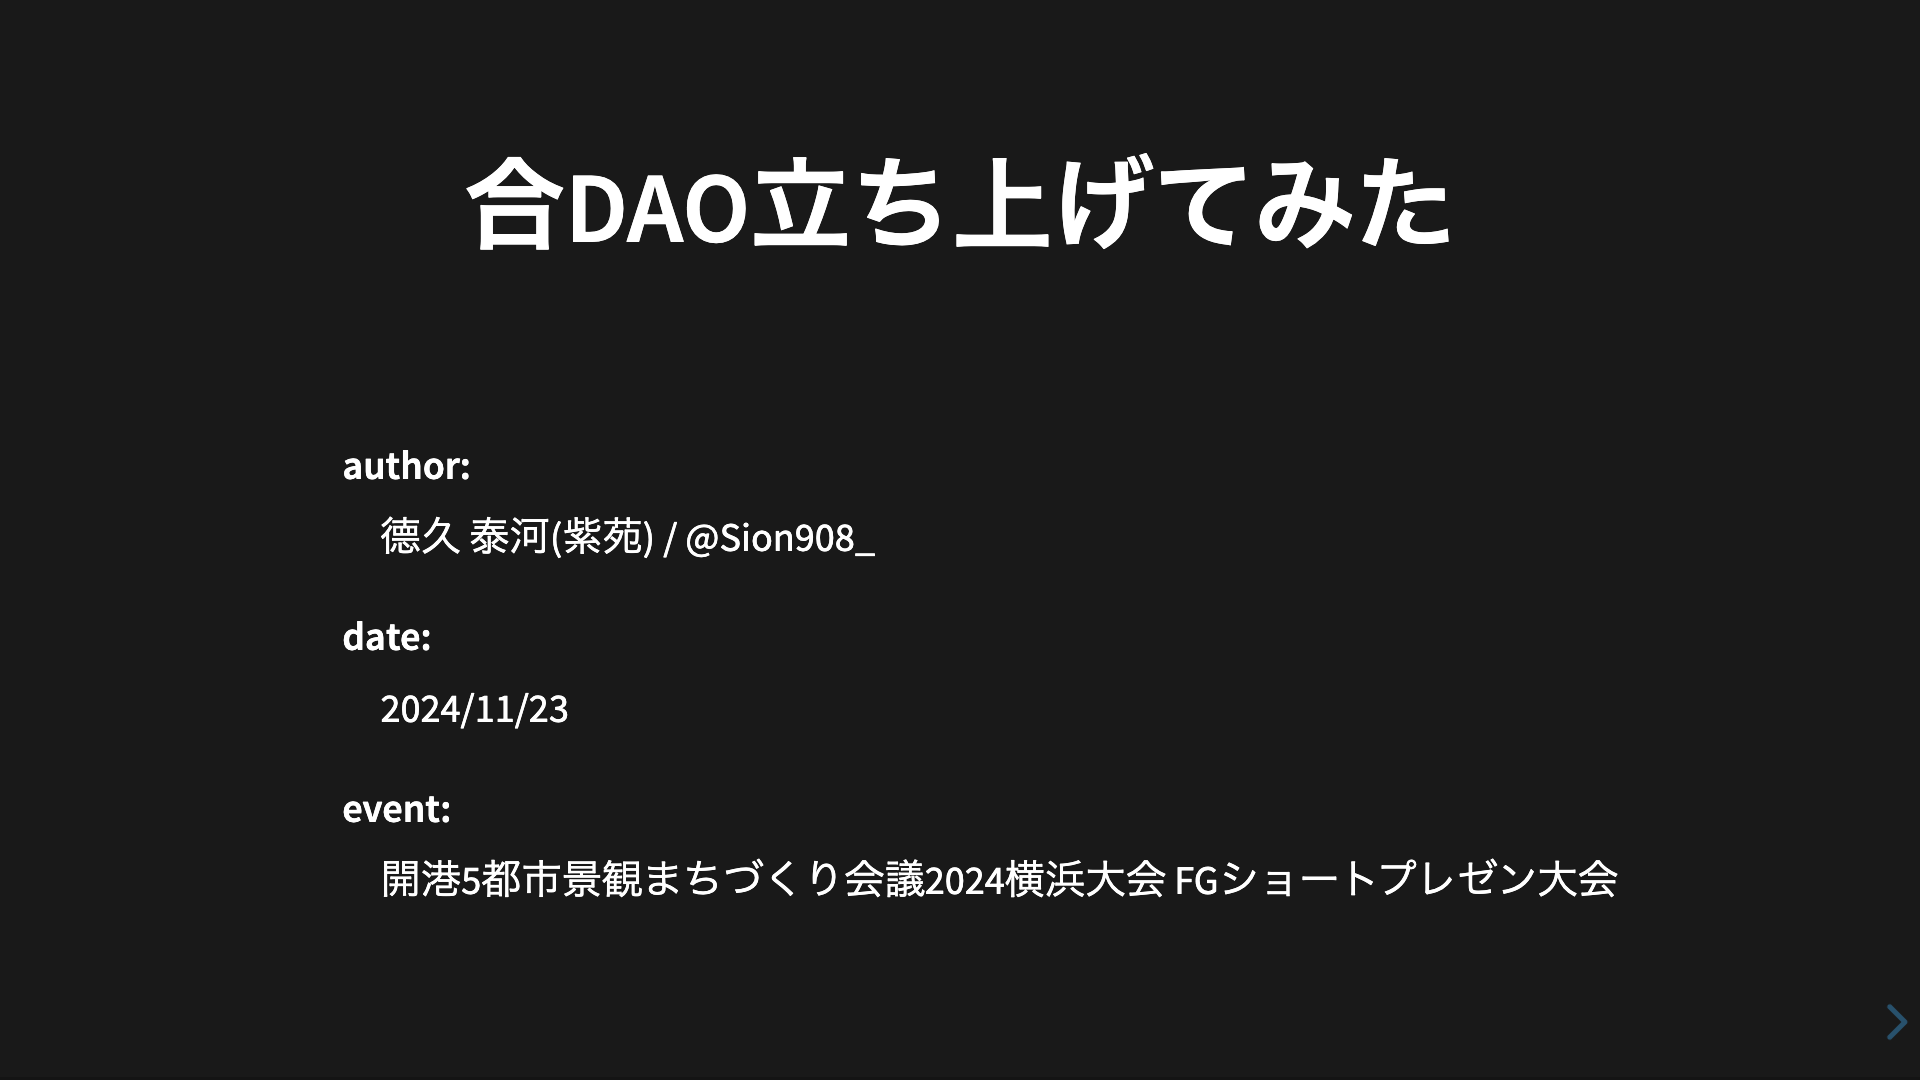 合DAO立ち上げてみた
author:
德久 泰河(紫苑) / @Sion908_
date:
2024/11/23
event:
開港5都市景観まちづくり会議2024横浜大会 FGショートプレゼン大会